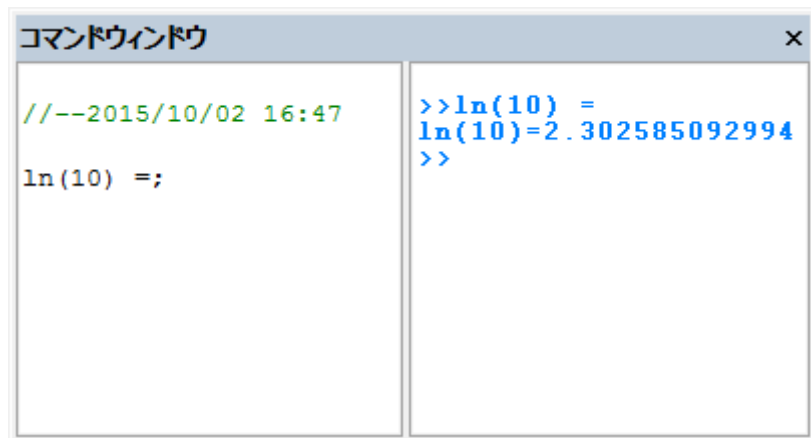 コマンドウィンドウ ×
//--2015/10/02 16:47
ln(10) =;
>>ln(10) =
ln(10)=2.302585092994
>>